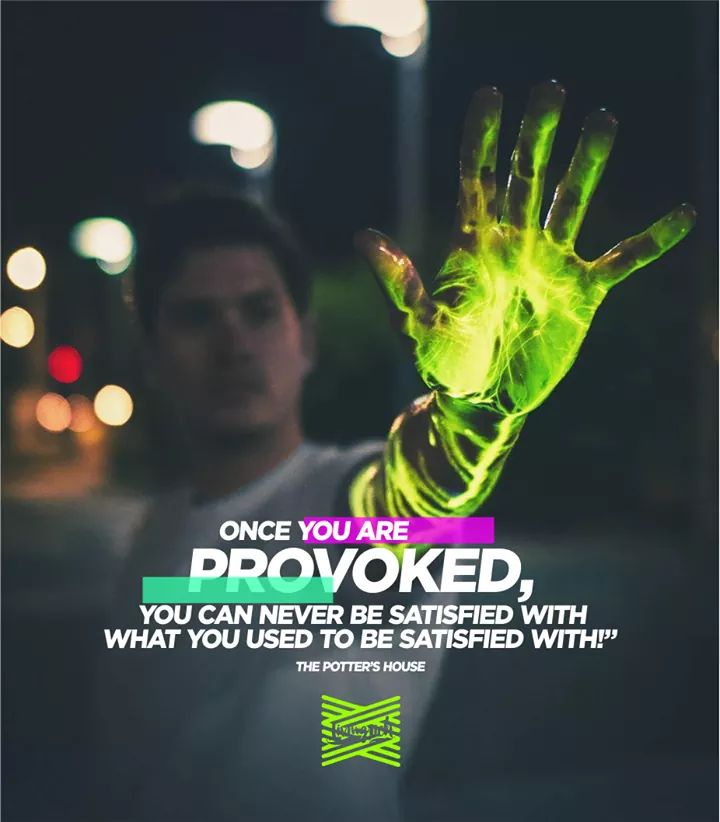 ONCE YOU ARE
PROVOKED,
YOU CAN NEVER BE SATISFIED WITH
WHAT YOU USED TO BE SATISFIED WITH!”
THE POTTER'S HOUSE